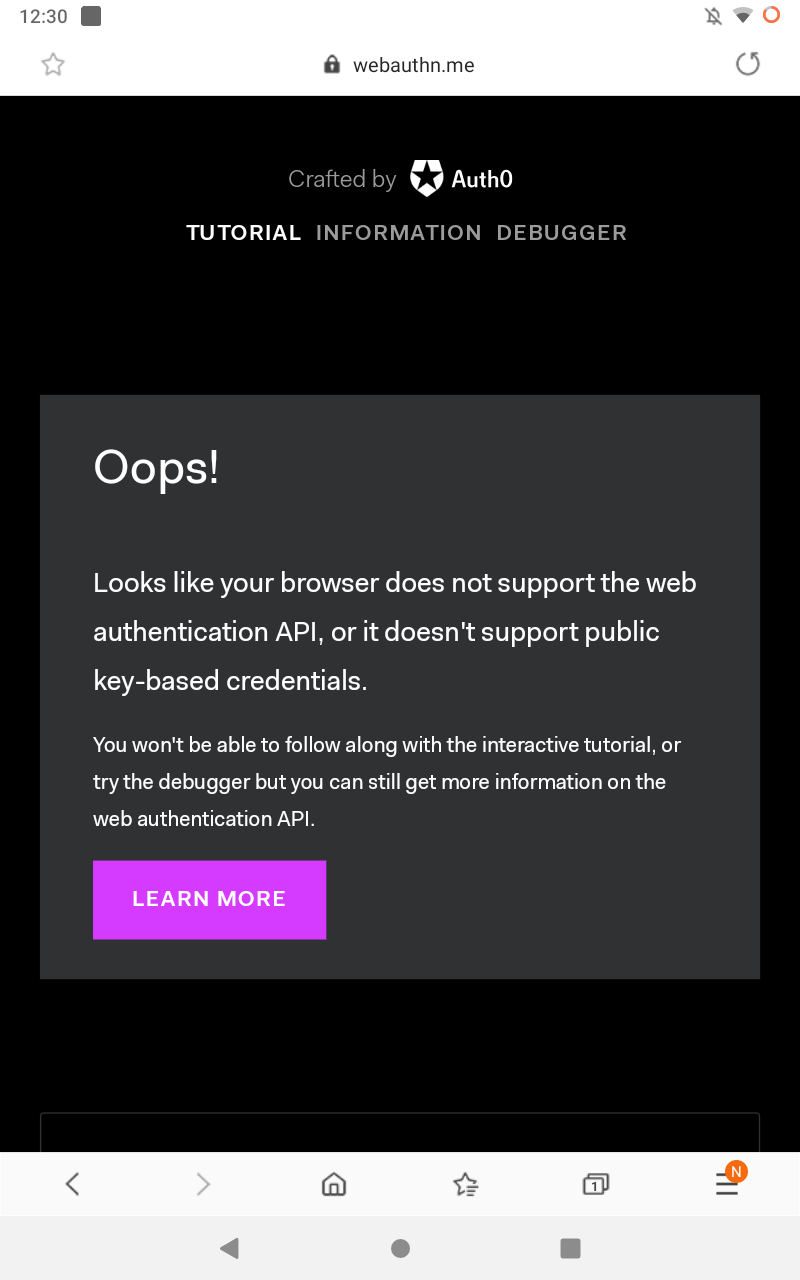 12:30
webauthn.me
Crafted by Auth0
TUTORIAL INFORMATION DEBUGGER
Oops!
Looks like your browser does not support the web
authentication API, or it doesn't support public
key-based credentials.
You won't be able to follow along with the interactive tutorial, or
try the debugger but you can still get more information on the
web authentication API.
LEARN MORE
1
N